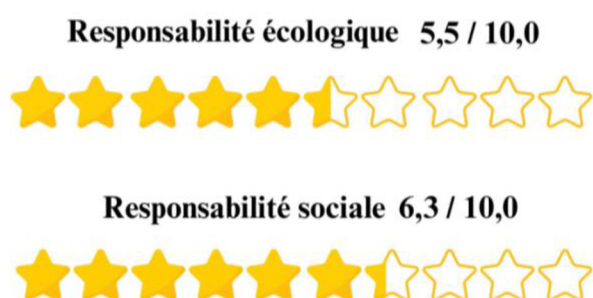 Responsabilité écologique 5,5 / 10,0
Responsabilité sociale 6,3 / 10,0